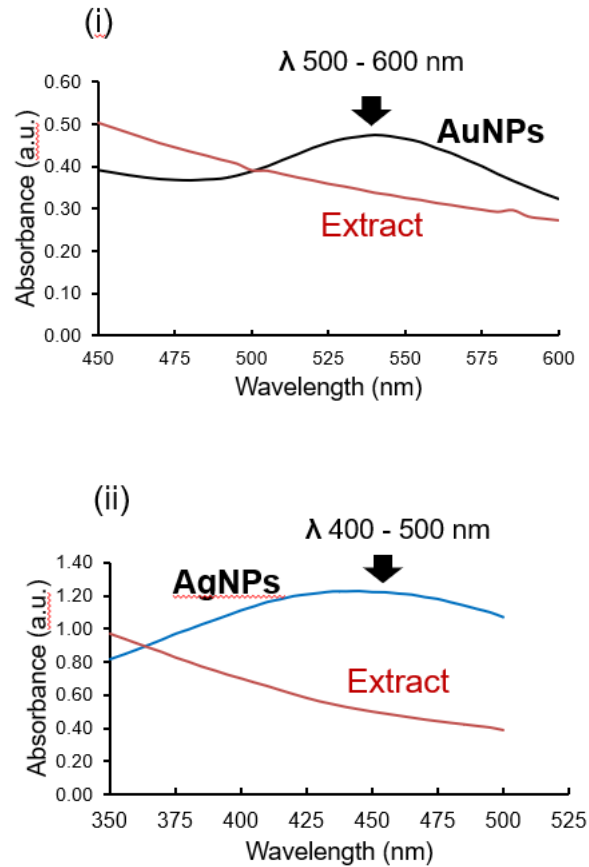 (i)
λ 500 - 600 nm
0.60
0.50
0.40
0.30
0.20
0.10
0.00
AuNPs
Extract
Absorbance (a.u.)
450 475 500 525 550 575 600
Wavelength (nm)
(ii)
λ 400 - 500 nm
1.40
1.20
1.00
0.80
0.60
0.40
0.20
0.00
AgNPs
Extract
Absorbance (a.u.)
350 375 400 425 450 475 500 525
Wavelength (nm)